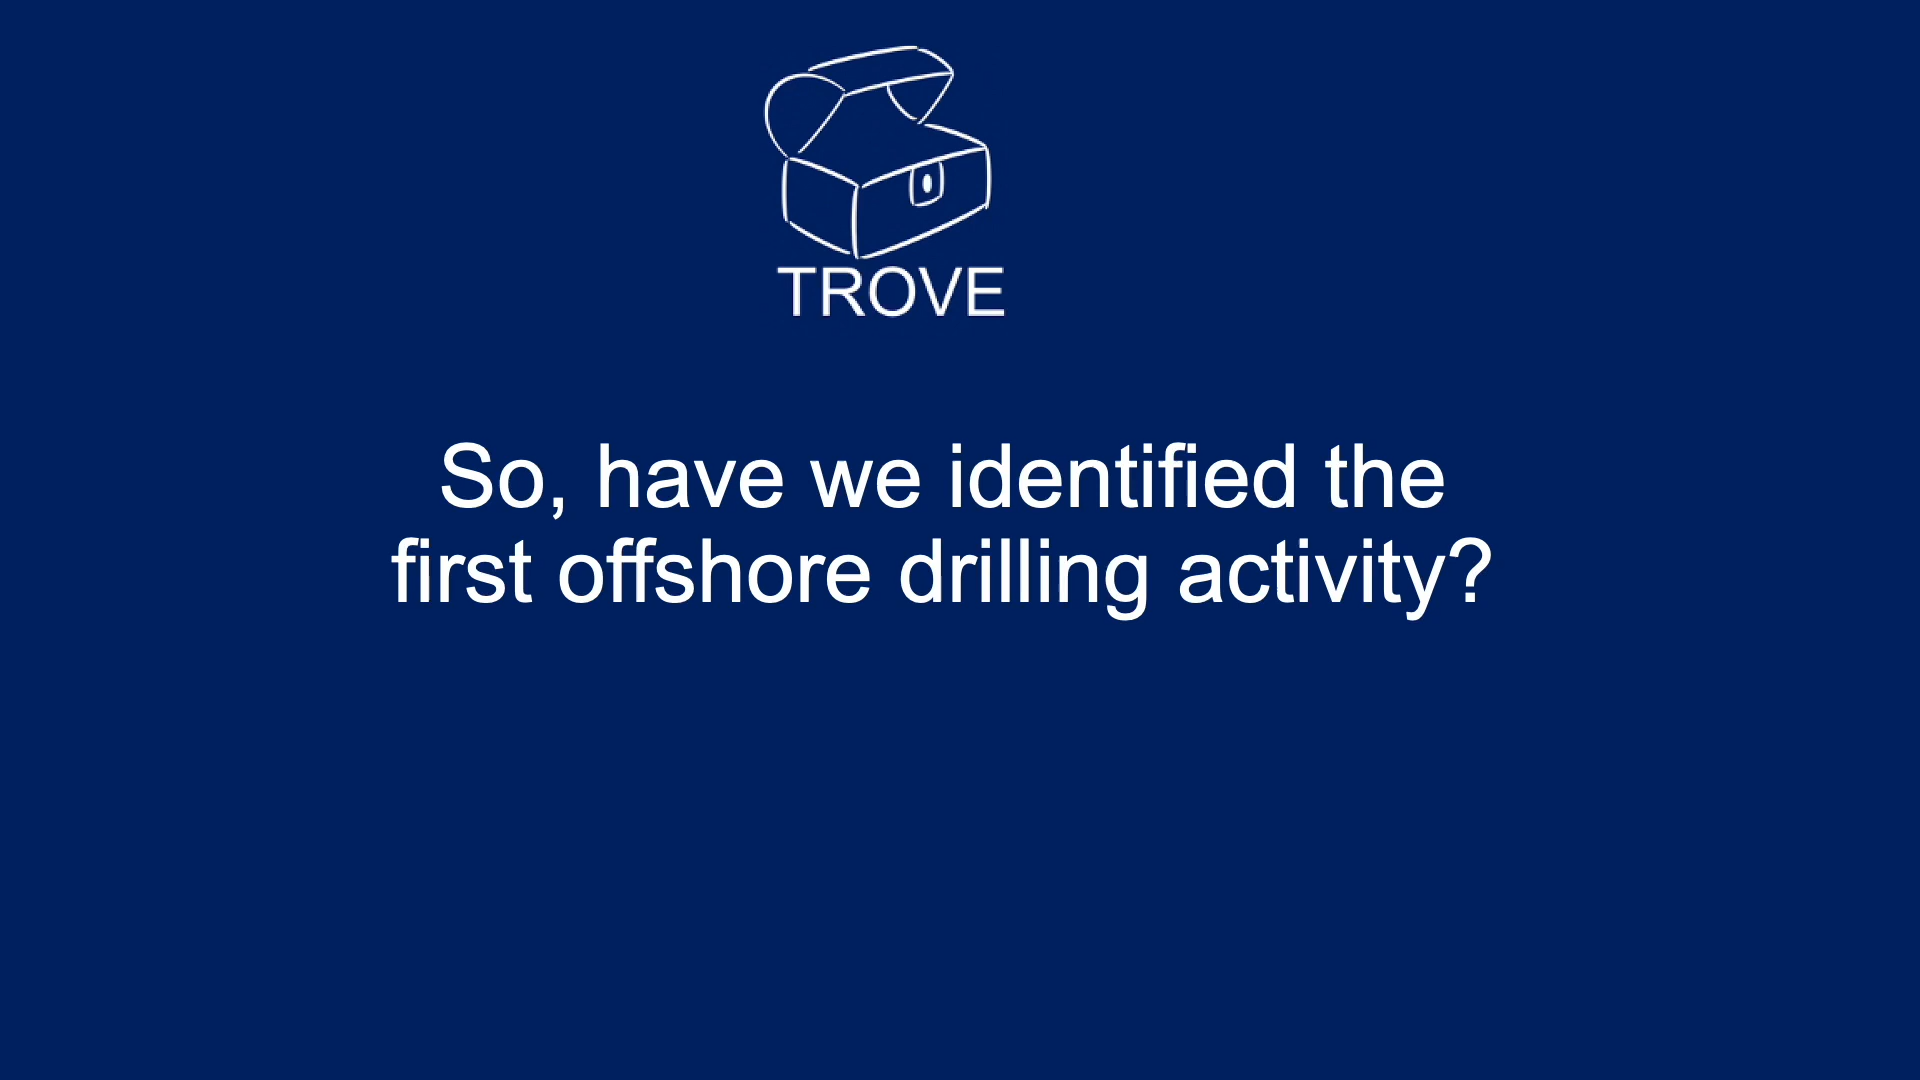 TROVE
So, have we identified the
first offshore drilling activity?